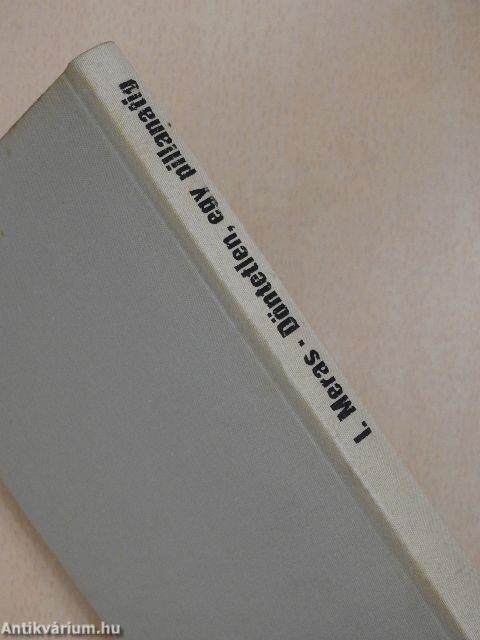 I. Meras · Döntetlen, egy pillanatig
Antikvárium.hu